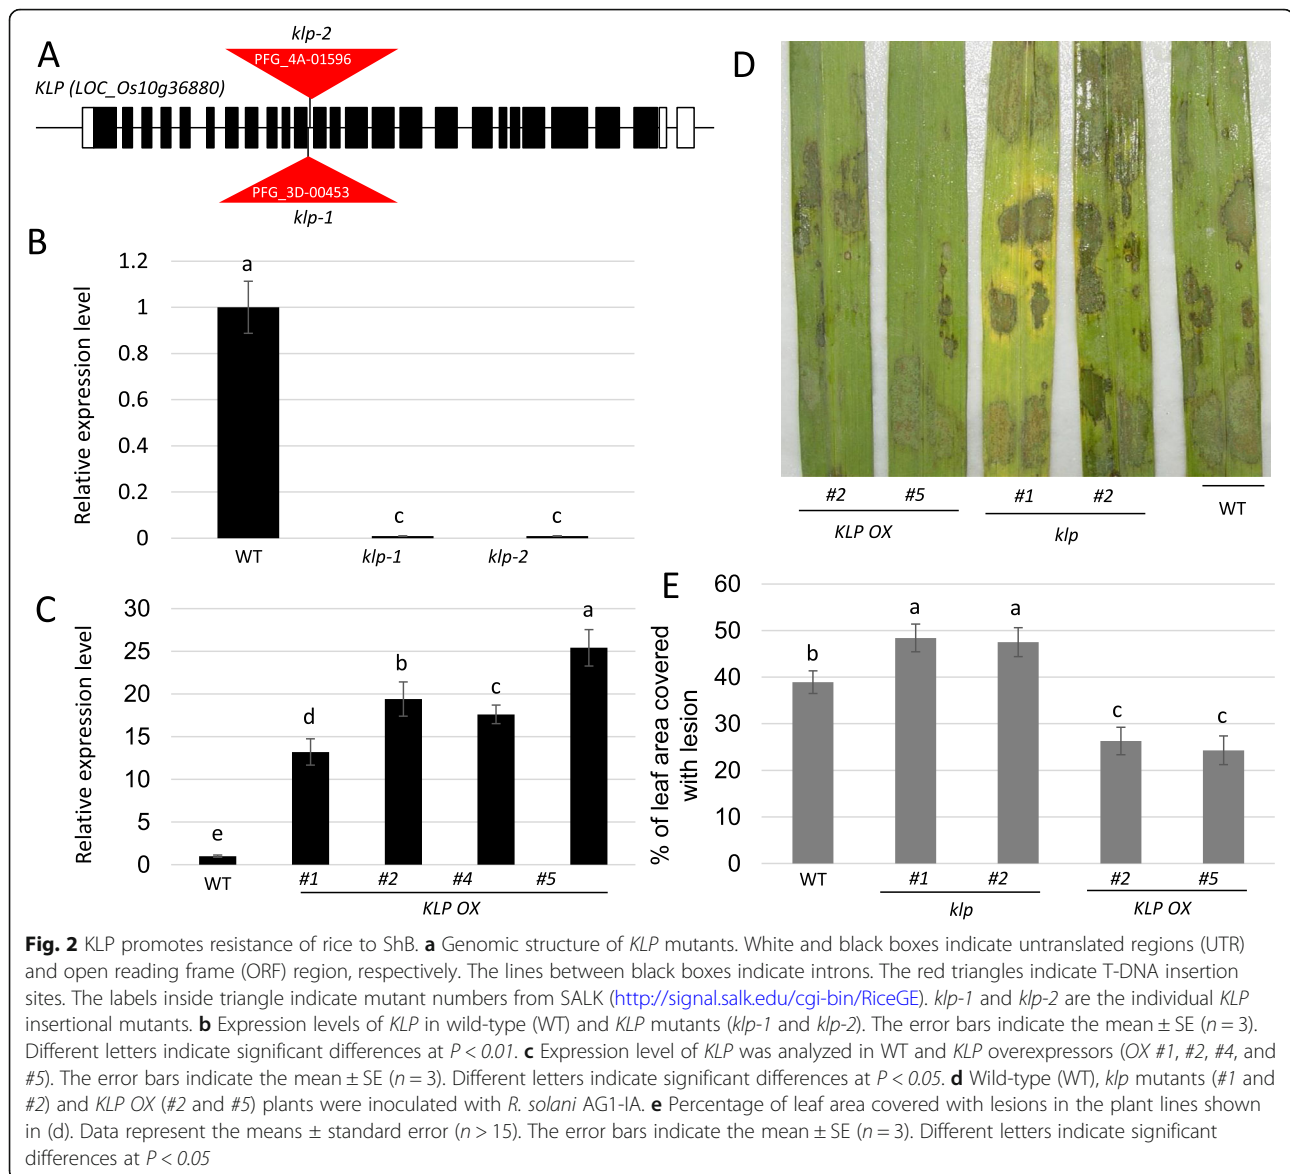 A
klp-2
PFG_4A-01596
KLP (LOC_Os10g36880)
PFG_3D-00453
klp-1
B
Relative expression level
1.2
1
0.8
0.6
0.4
0.2
0
a
c
c
WT
klp-1
klp-2
C
Relative expression level
30
25
20
15
10
5
0
e
d
b
c
a
WT
#1
#2
#4
#5
KLP OX
D
#2
#5
#1
#2
WT
KLP OX
klp
E
% of leaf area covered
with lesion
60
50
40
30
20
10
0
b
a
a
c
c
WT
#1
#2
#2
#5
klp
KLP OX
Fig. 2 KLP promotes resistance of rice to ShB. a Genomic structure of KLP mutants. White and black boxes indicate untranslated regions (UTR)
and open reading frame (ORF) region, respectively. The lines between black boxes indicate introns. The red triangles indicate T-DNA insertion
sites. The labels inside triangle indicate mutant numbers from SALK (http://signal.salk.edu/cgi-bin/RiceGE). klp-1 and klp-2 are the individual KLP
insertional mutants. b Expression levels of KLP in wild-type (WT) and KLP mutants (klp-1 and klp-2). The error bars indicate the mean ± SE (n = 3).
Different letters indicate significant differences at P < 0.01. c Expression level of KLP was analyzed in WT and KLP overexpressors (OX #1, #2, #4, and
#5). The error bars indicate the mean ± SE (n = 3). Different letters indicate significant differences at P < 0.05. d Wild-type (WT), klp mutants (#1 and
#2) and KLP OX (#2 and #5) plants were inoculated with R. solani AG1-IA. e Percentage of leaf area covered with lesions in the plant lines shown
in (d). Data represent the means ± standard error (n > 15). The error bars indicate the mean ± SE (n = 3). Different letters indicate significant
differences at P < 0.05